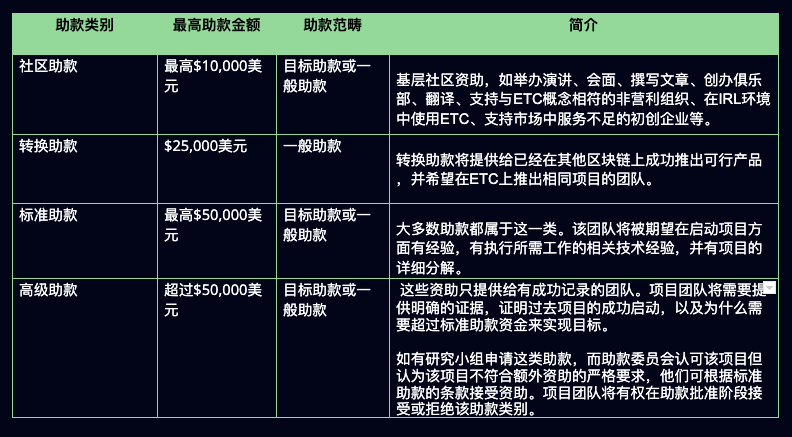 助款类别
最高助款金额
助款范畴
简介
社区助款
最高$10,000美
元
目标助款或一
般助款
基层社区资助，如举办演讲、会面、撰写文章、创办俱乐
部、翻译、支持与ETC概念相符的非营利组织、在IRL环境
中使用ETC、支持市场中服务不足的初创企业等。
转换助款
$25,000美元
一般助款
转换助款将提供给已经在其他区块链上成功推出可行产品
，并希望在ETC上推出相同项目的团队。
标准助款
最高$50,000美
元
目标助款或一
般助款
大多数助款都属于这一类。该团队将被期望在启动项目方
面有经验，有执行所需工作的相关技术经验，并有项目的
详细分解。
高级助款
超过$50,000美
元
目标助款或一
般助款
这些资助只提供给有成功记录的团队。项目团队将需要提
供明确的证据，证明过去项目的成功启动，以及为什么需
要超过标准助款资金来实现目标。
如有研究小组申请这类助款，而助款委员会认可该项目但
认为该项目不符合额外资助的严格要求，他们可根据标准
助款的条款接受资助。项目团队将有权在助款批准阶段接
受或拒绝该助款类别。